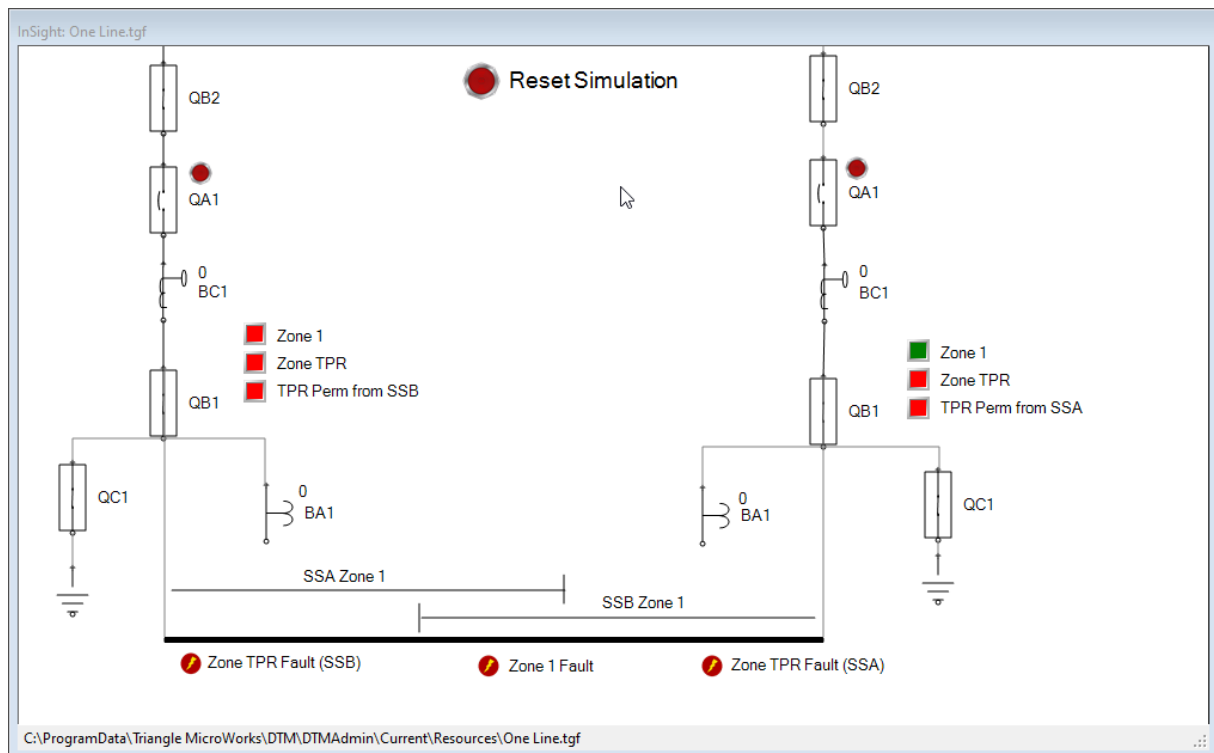 InSight: One Line.tgf
Reset Simulation
QB2
QB2
QA1
QA1
0
BC1
0
BC1
Zone 1
Zone TPR
TPR Perm from SSB
Zone 1
Zone TPR
TPR Perm from SSA
QB1
QB1
QC1
0
BA1
0
BA1
QC1
SSA Zone 1
SSB Zone 1
Zone TPR Fault (SSB)
Zone 1 Fault
Zone TPR Fault (SSA)
C:\ProgramData\Triangle MicroWorks\DTM\DTMAdmin\Current\Resources\One Line.tgf